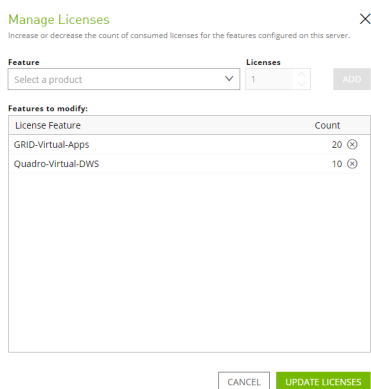 Manage Licenses
Increase or decrease the count of consumed licenses for the features configured on this server.
Feature Licenses
Select a product 1 ADD
Features to modify:
License Feature Count
GRID-Virtual-Apps 20
Quadro-Virtual-DWS 10
CANCEL UPDATE LICENSES